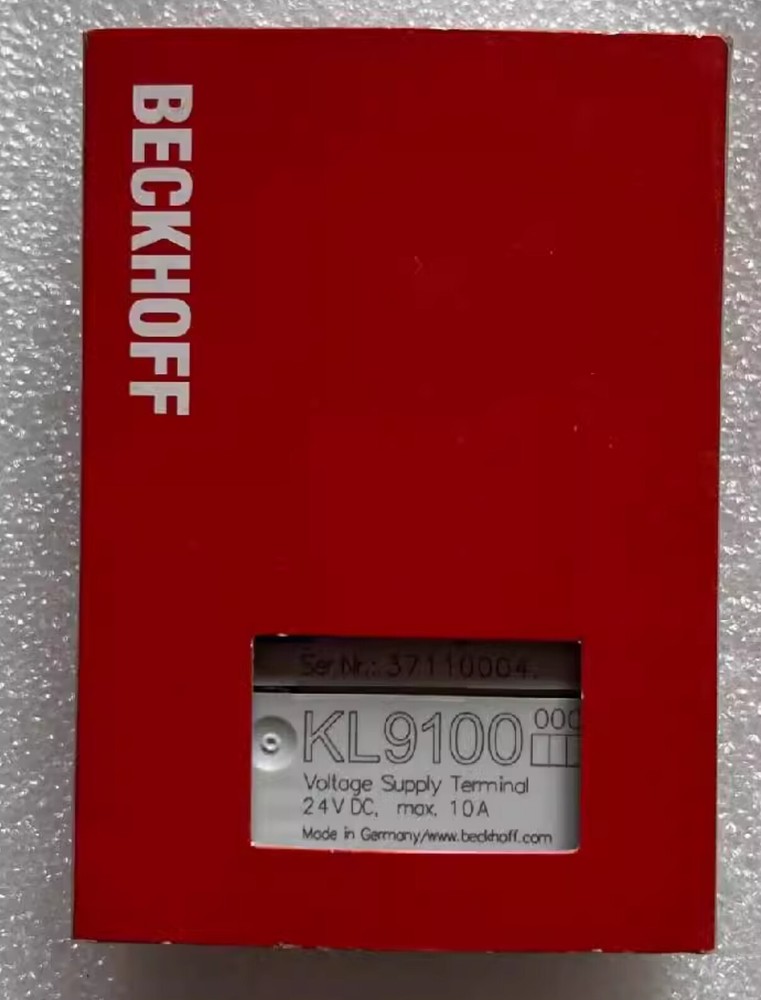 BECKHOFF
Ser.Nr.: 37110004.
KL9100
000
Voltage Supply Terminal
24V DC, max. 10A
Made in Germany/www.beckhoff.com